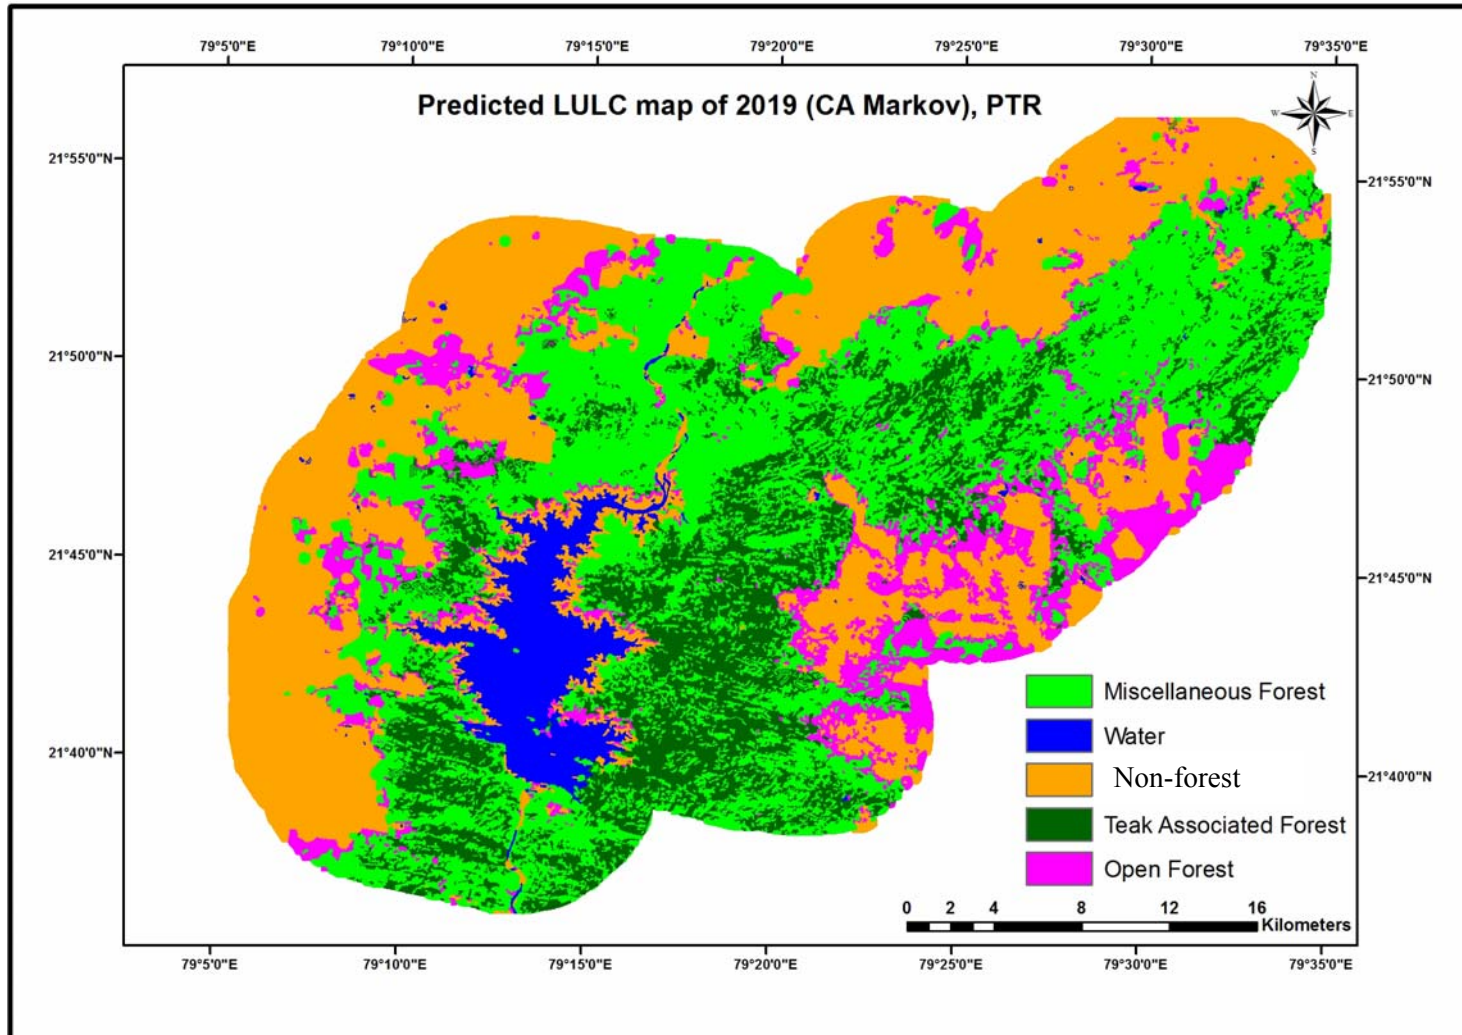 79°5'0"E 79°10'0"E 79°15'0"E 79°20'0"E 79°25'0"E 79°30'0"E 79°35'0"E
Predicted LULC map of 2019 (CA Markov), PTR
N
W E
S
21°55'0"N 21°55'0"N
21°50'0"N 21°50'0"N
21°45'0"N 21°45'0"N
21°40'0"N 21°40'0"N
Miscellaneous Forest
Water
Non-forest
Teak Associated Forest
Open Forest
0 2 4 8 12 16
Kilometers
79°5'0"E 79°10'0"E 79°15'0"E 79°20'0"E 79°25'0"E 79°30'0"E 79°35'0"E